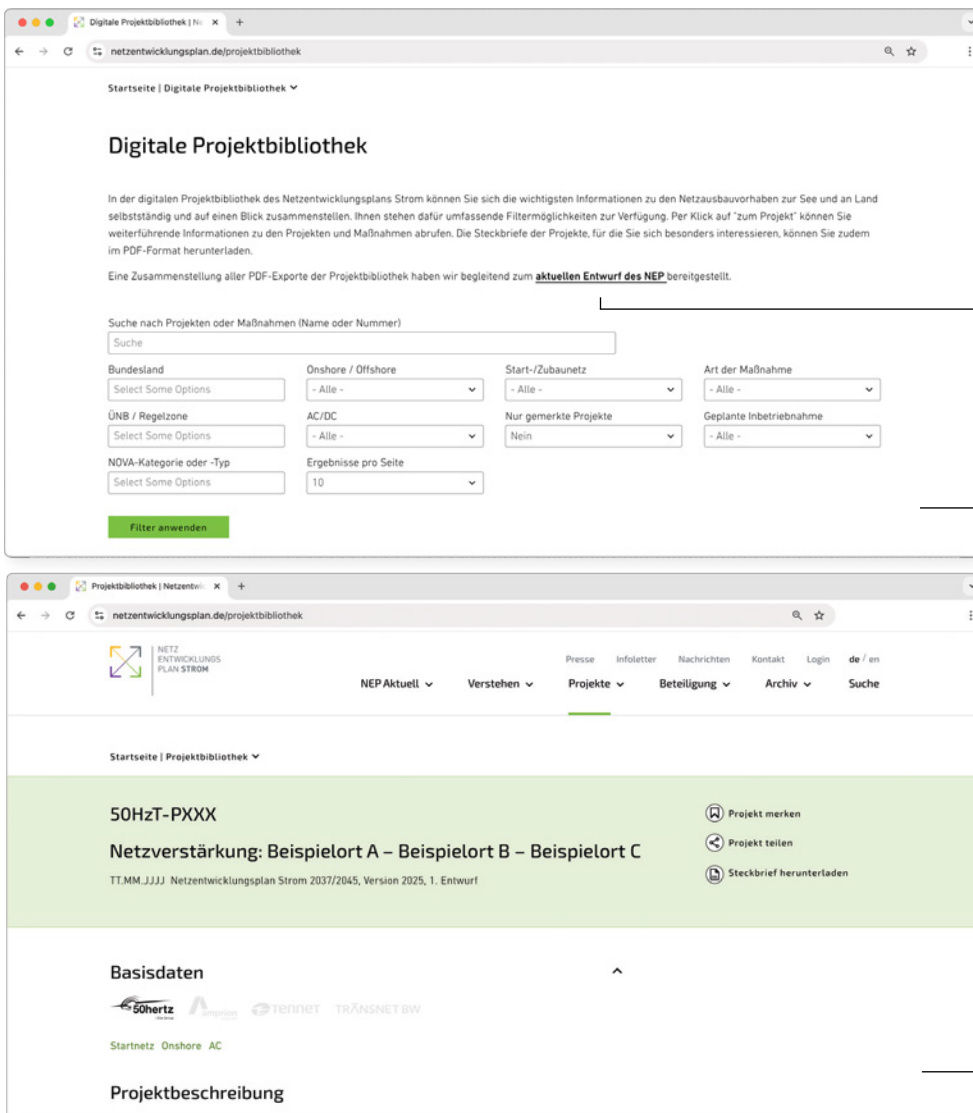 Digitale Projektbibliothek | Ne
netzentwicklungsplan.de/projektbibliothek
Startseite | Digitale Projektbibliothek
Digitale Projektbibliothek
In der digitalen Projektbibliothek des Netzentwicklungsplans Strom können Sie sich die wichtigsten Informationen zu den Netzausbauvorhaben zur See und an Land
selbstständig und auf einen Blick zusammenstellen. Ihnen stehen dafür umfassende Filtermöglichkeiten zur Verfügung. Per Klick auf "zum Projekt" können Sie
weiterführende Informationen zu den Projekten und Maßnahmen abrufen. Die Steckbriefe der Projekte, für die Sie sich besonders interessieren, können Sie zudem
im PDF-Format herunterladen.
Eine Zusammenstellung aller PDF-Exporte der Projektbibliothek haben wir begleitend zum aktuellen Entwurf des NEP bereitgestellt.
Suche nach Projekten oder Maßnahmen (Name oder Nummer)
Suche
Bundesland Onshore / Offshore Start-/Zubaunetz Art der Maßnahme
Select Some Options - Alle - - Alle - - Alle -
ÜNB / Regelzone AC/DC Nur gemerkte Projekte Geplante Inbetriebnahme
Select Some Options - Alle - Nein - Alle -
NOVA-Kategorie oder -Typ Ergebnisse pro Seite
Select Some Options 10
Filter anwenden
Projektbibliothek | Netzentwic
netzentwicklungsplan.de/projektbibliothek
NETZ
ENTWICKLUNGS
PLAN STROM
Presse Infoletter Nachrichten Kontakt Login de / en
NEP Aktuell Verstehen Projekte Beteiligung Archiv Suche
Startseite | Projektbibliothek
50HzT-PXXX
Netzverstärkung: Beispielort A – Beispielort B – Beispielort C
TT.MM.JJJJ Netzentwicklungsplan Strom 2037/2045, Version 2025, 1. Entwurf
Projekt merken
Projekt teilen
Steckbrief herunterladen
Basisdaten
50hertz amprion TenneT TRANSNET BW
Startnetz Onshore AC
Projektbeschreibung